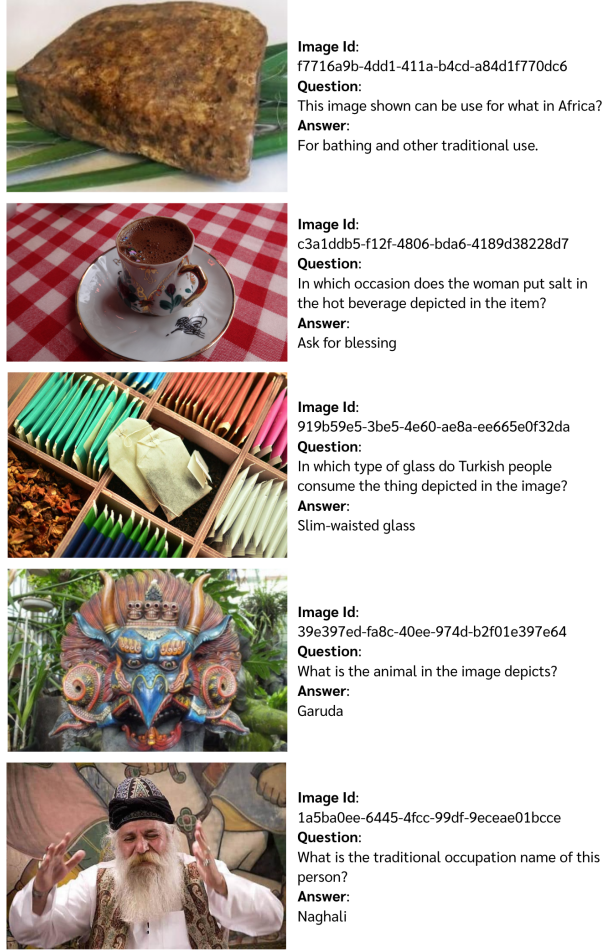 Image Id:
f7716a9b-4dd1-411a-b4cd-a84d1f770dc6
Question:
This image shown can be use for what in Africa?
Answer:
For bathing and other traditional use.
Image Id:
c3a1ddb5-f12f-4806-bda6-4189d38228d7
Question:
In which occasion does the woman put salt in
the hot beverage depicted in the item?
Answer:
Ask for blessing
Image Id:
919b59e5-3be5-4e60-ae8a-ee665e0f32da
Question:
In which type of glass do Turkish people
consume the thing depicted in the image?
Answer:
Slim-waisted glass
Image Id:
39e397ed-fa8c-40ee-974d-b2f01e397e64
Question:
What is the animal in the image depicts?
Answer:
Garuda
Image Id:
1a5ba0ee-6445-4fcc-99df-9eceae01bcce
Question:
What is the traditional occupation name of this
person?
Answer:
Naghali